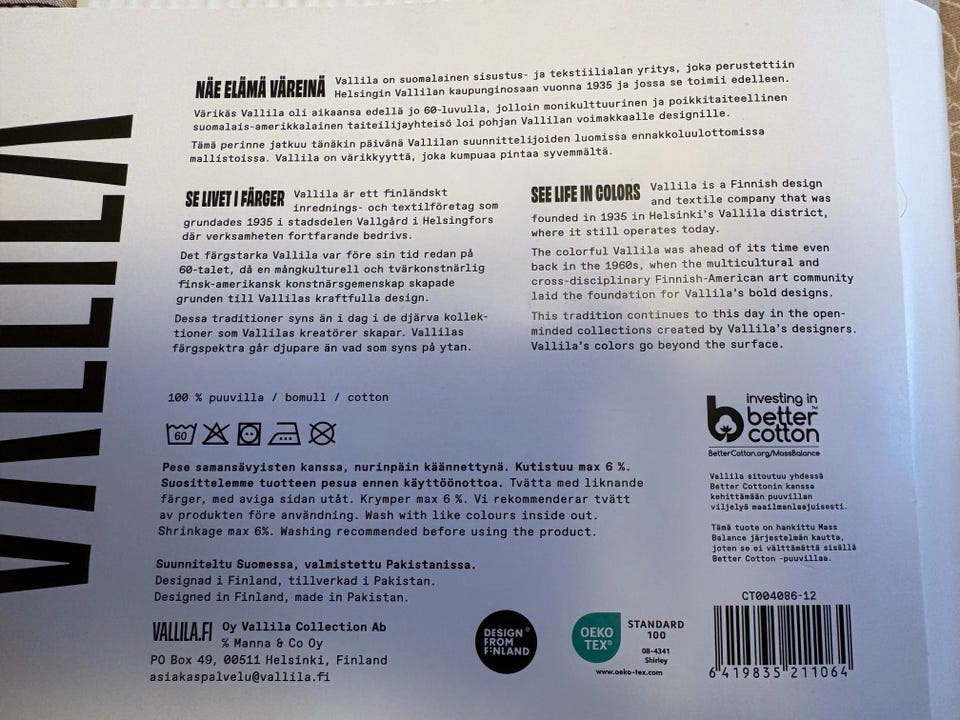 VALLILA
NÄE ELÄMÄ VÄREINÄ Vallila on suomalainen sisustus- ja tekstiilialan yritys, joka perustettiin
Helsingin Vallilan kaupunginosaan vuonna 1935 ja jossa se toimii edelleen.
Värikäs Vallila oli aikaansa edellä jo 60-luvulla, jolloin monikulttuurinen ja poikkitaiteellinen
suomalais-amerikkalainen taiteilijayhteisö loi pohjan Vallilan voimakkaalle designille.
Tämä perinne jatkuu tänäkin päivänä Vallilan suunnittelijoiden luomissa ennakkoluulottomissa
mallistoissa. Vallila on värikkyyttä, joka kumpuaa pintaa syvemmältä.
SE LIVET I FÄRGER Vallila är ett finländskt
inrednings- och textilföretag som
grundades 1935 i stadsdelen Vallgård i Helsingfors
där verksamheten fortfarande bedrivs.
Det färgstarka Vallila var före sin tid redan på
60-talet, då en mångkulturell och tvärkonstnärlig
finsk-amerikansk konstnärsgemenskap skapade
grunden till Vallilas kraftfulla design.
Dessa traditioner syns än i dag i de djärva kollek-
tioner som Vallilas kreatörer skapar. Vallilas
färgspektra går djupare än vad som syns på ytan.
SEE LIFE IN COLORS Vallila is a Finnish design
and textile company that was
founded in 1935 in Helsinki's Vallila district,
where it still operates today.
The colorful Vallila was ahead of its time even
back in the 1960s, when the multicultural and
cross-disciplinary Finnish-American art community
laid the foundation for Vallila's bold designs.
This tradition continues to this day in the open-
minded collections created by Vallila's designers.
Vallila's colors go beyond the surface.
100 % puuvilla / bomull / cotton
60
Pese samansävyisten kanssa, nurinpäin käännettynä. Kutistuu max 6 %.
Suosittelemme tuotteen pesua ennen käyttöönottoa. Tvätta med liknande
färger, med aviga sidan utåt. Krymper max 6 %. Vi rekommenderar tvätt
av produkten före användning. Wash with like colours inside out.
Shrinkage max 6%. Washing recommended before using the product.
Suunniteltu Suomessa, valmistettu Pakistanissa.
Designad i Finland, tillverkad i Pakistan.
Designed in Finland, made in Pakistan.
VALLILA.FI Oy Vallila Collection Ab
% Manna & Co Oy
PO Box 49, 00511 Helsinki, Finland
asiakaspalvelu@vallila.fi
DESIGN
FROM
FINLAND
OEKO
TEX®
STANDARD
100
08-4341
Shirley
www.oeko-tex.com
investing in
better
cotton™
BetterCotton.org/MassBalance
Vallila sitoutuu yhdessä
Better Cottonin kanssa
kehittämään puuvillan
viljelyä maailmanlaajuisesti.
Tämä tuote on hankittu Mass
Balance järjestelmän kautta,
joten se ei välttämättä sisällä
Better Cotton -puuvillaa.
CT004086-12
6 419835 211064